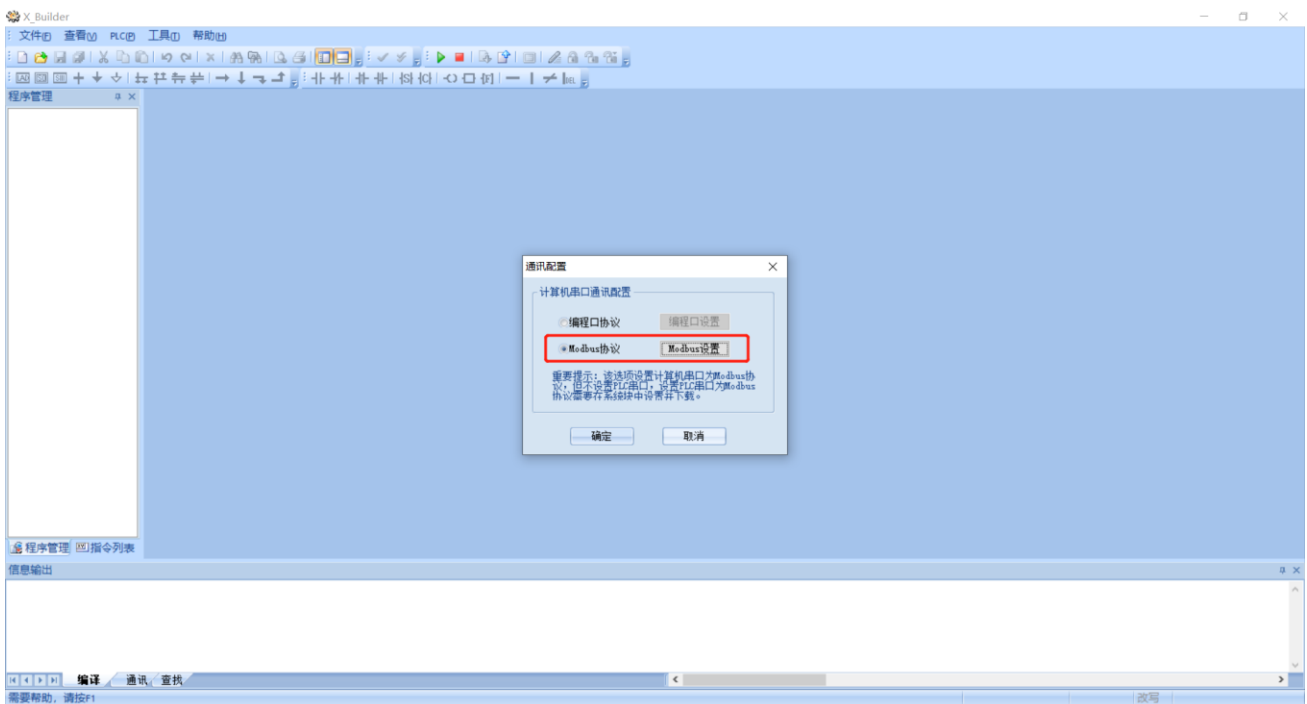 X_Builder
文件(F) 查看(V) PLC(P) 工具(T) 帮助(H)
程序管理
通讯配置
计算机串口通讯配置
编程口协议 编程口设置
Modbus协议 Modbus设置
重要提示：该选项设置计算机串口为Modbus协
议，但不设置PLC串口，设置PLC串口为Modbus
协议需要在系统块中设置并下载。
确定 取消
程序管理 指令列表
信息输出
编译 通讯 查找
需要帮助，请按F1 改写